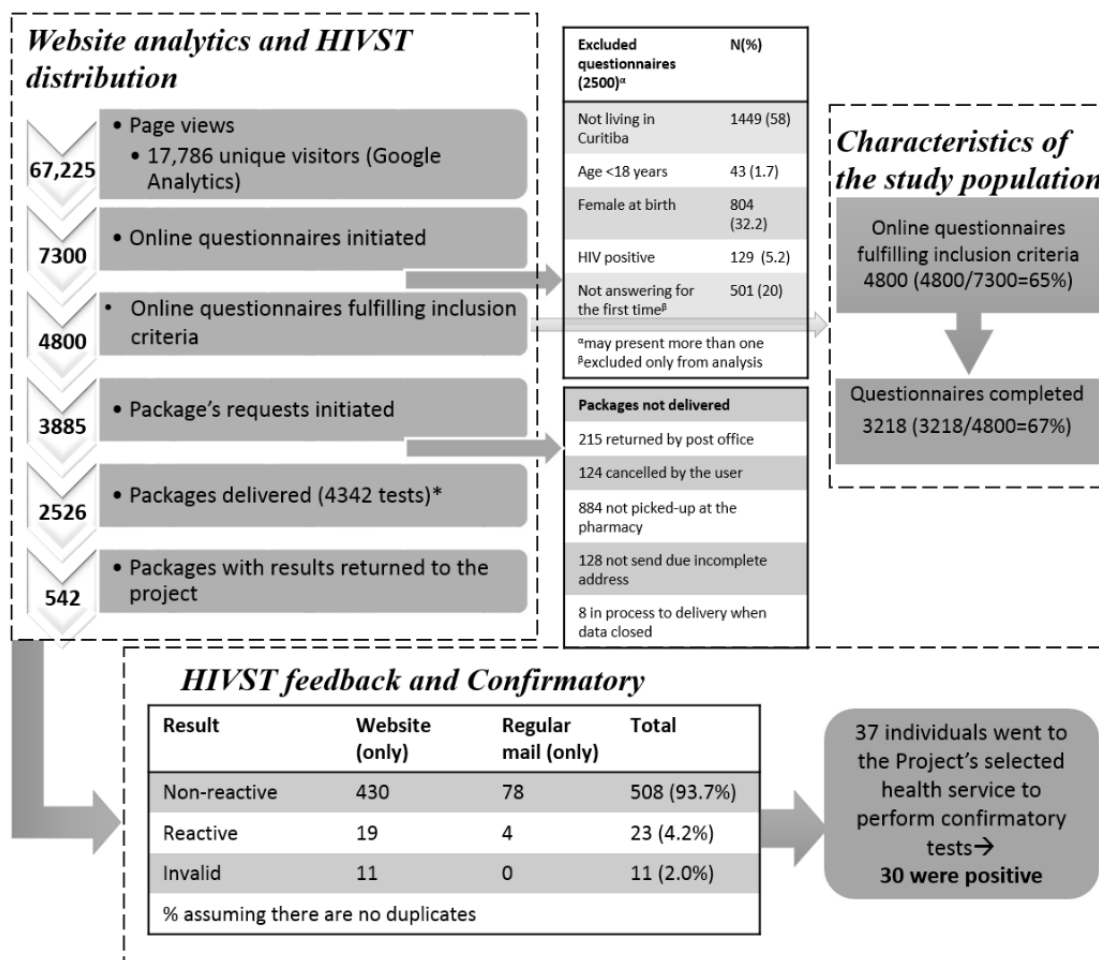 Website analytics and HIVST
distribution
67,225
• Page views
• 17,786 unique visitors (Google
Analytics)
7300
• Online questionnaires initiated
4800
• Online questionnaires fulfilling inclusion
criteria
3885
• Package's requests initiated
2526
• Packages delivered (4342 tests)*
542
• Packages with results returned to the
project
Excluded questionnaires (2500)α N(%)
Not living in Curitiba 1449 (58)
Age <18 years 43 (1.7)
Female at birth 804 (32.2)
HIV positive 129 (5.2)
Not answering for the first timeβ 501 (20)
αmay present more than one
βexcluded only from analysis
Packages not delivered
215 returned by post office
124 cancelled by the user
884 not picked-up at the
pharmacy
128 not send due incomplete
address
8 in process to delivery when
data closed
Characteristics of
the study population
Online questionnaires
fulfilling inclusion criteria
4800 (4800/7300=65%)
Questionnaires completed
3218 (3218/4800=67%)
HIVST feedback and Confirmatory
Result Website (only) Regular mail (only) Total
Non-reactive 430 78 508 (93.7%)
Reactive 19 4 23 (4.2%)
Invalid 11 0 11 (2.0%)
% assuming there are no duplicates
37 individuals went to
the Project's selected
health service to
perform confirmatory
tests→
30 were positive